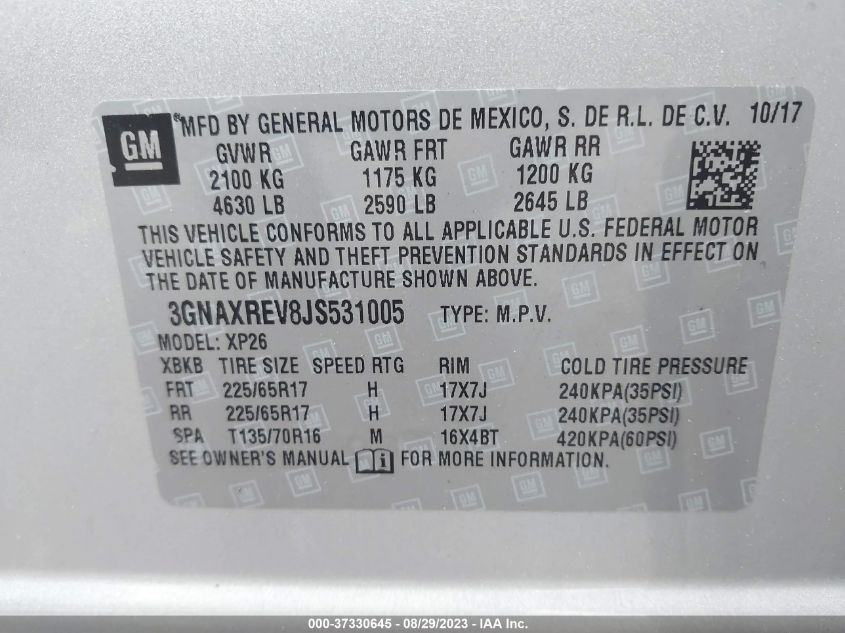 GM ®MFD BY GENERAL MOTORS DE MEXICO, S. DE R.L. DE C.V. 10/17
GVWR GAWR FRT GAWR RR
2100 KG 1175 KG 1200 KG
4630 LB 2590 LB 2645 LB
THIS VEHICLE CONFORMS TO ALL APPLICABLE U.S. FEDERAL MOTOR
VEHICLE SAFETY AND THEFT PREVENTION STANDARDS IN EFFECT ON
THE DATE OF MANUFACTURE SHOWN ABOVE.
3GNAXREV8JS531005 TYPE: M.P.V.
MODEL: XP26
XBKB TIRE SIZE SPEED RTG RIM COLD TIRE PRESSURE
FRT 225/65R17 H 17X7J 240KPA(35PSI)
RR 225/65R17 H 17X7J 240KPA(35PSI)
SPA T135/70R16 M 16X4BT 420KPA(60PSI)
SEE OWNER'S MANUAL i FOR MORE INFORMATION.
000-37330645 - 08/29/2023 - IAA Inc.